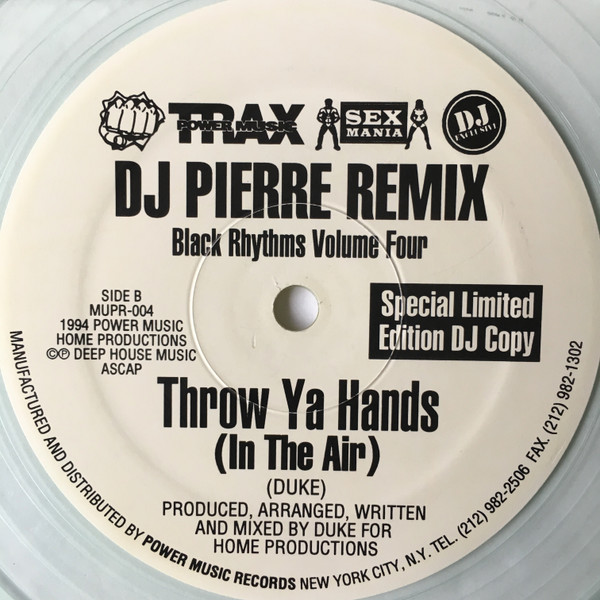 TRAX
POWER MUSIC
SEX
MANIA
DJ
EXCLUSIVE
DJ PIERRE REMIX
Black Rhythms Volume Four
SIDE B
MUPR-004
1994 POWER MUSIC
HOME PRODUCTIONS
©℗ DEEP HOUSE MUSIC
ASCAP
Special Limited
Edition DJ Copy
Throw Ya Hands
(In The Air)
(DUKE)
PRODUCED, ARRANGED, WRITTEN
AND MIXED BY DUKE FOR
HOME PRODUCTIONS
MANUFACTURED AND DISTRIBUTED BY POWER MUSIC RECORDS NEW YORK CITY, N.Y. TEL. (212) 982-2506 FAX. (212) 982-1302